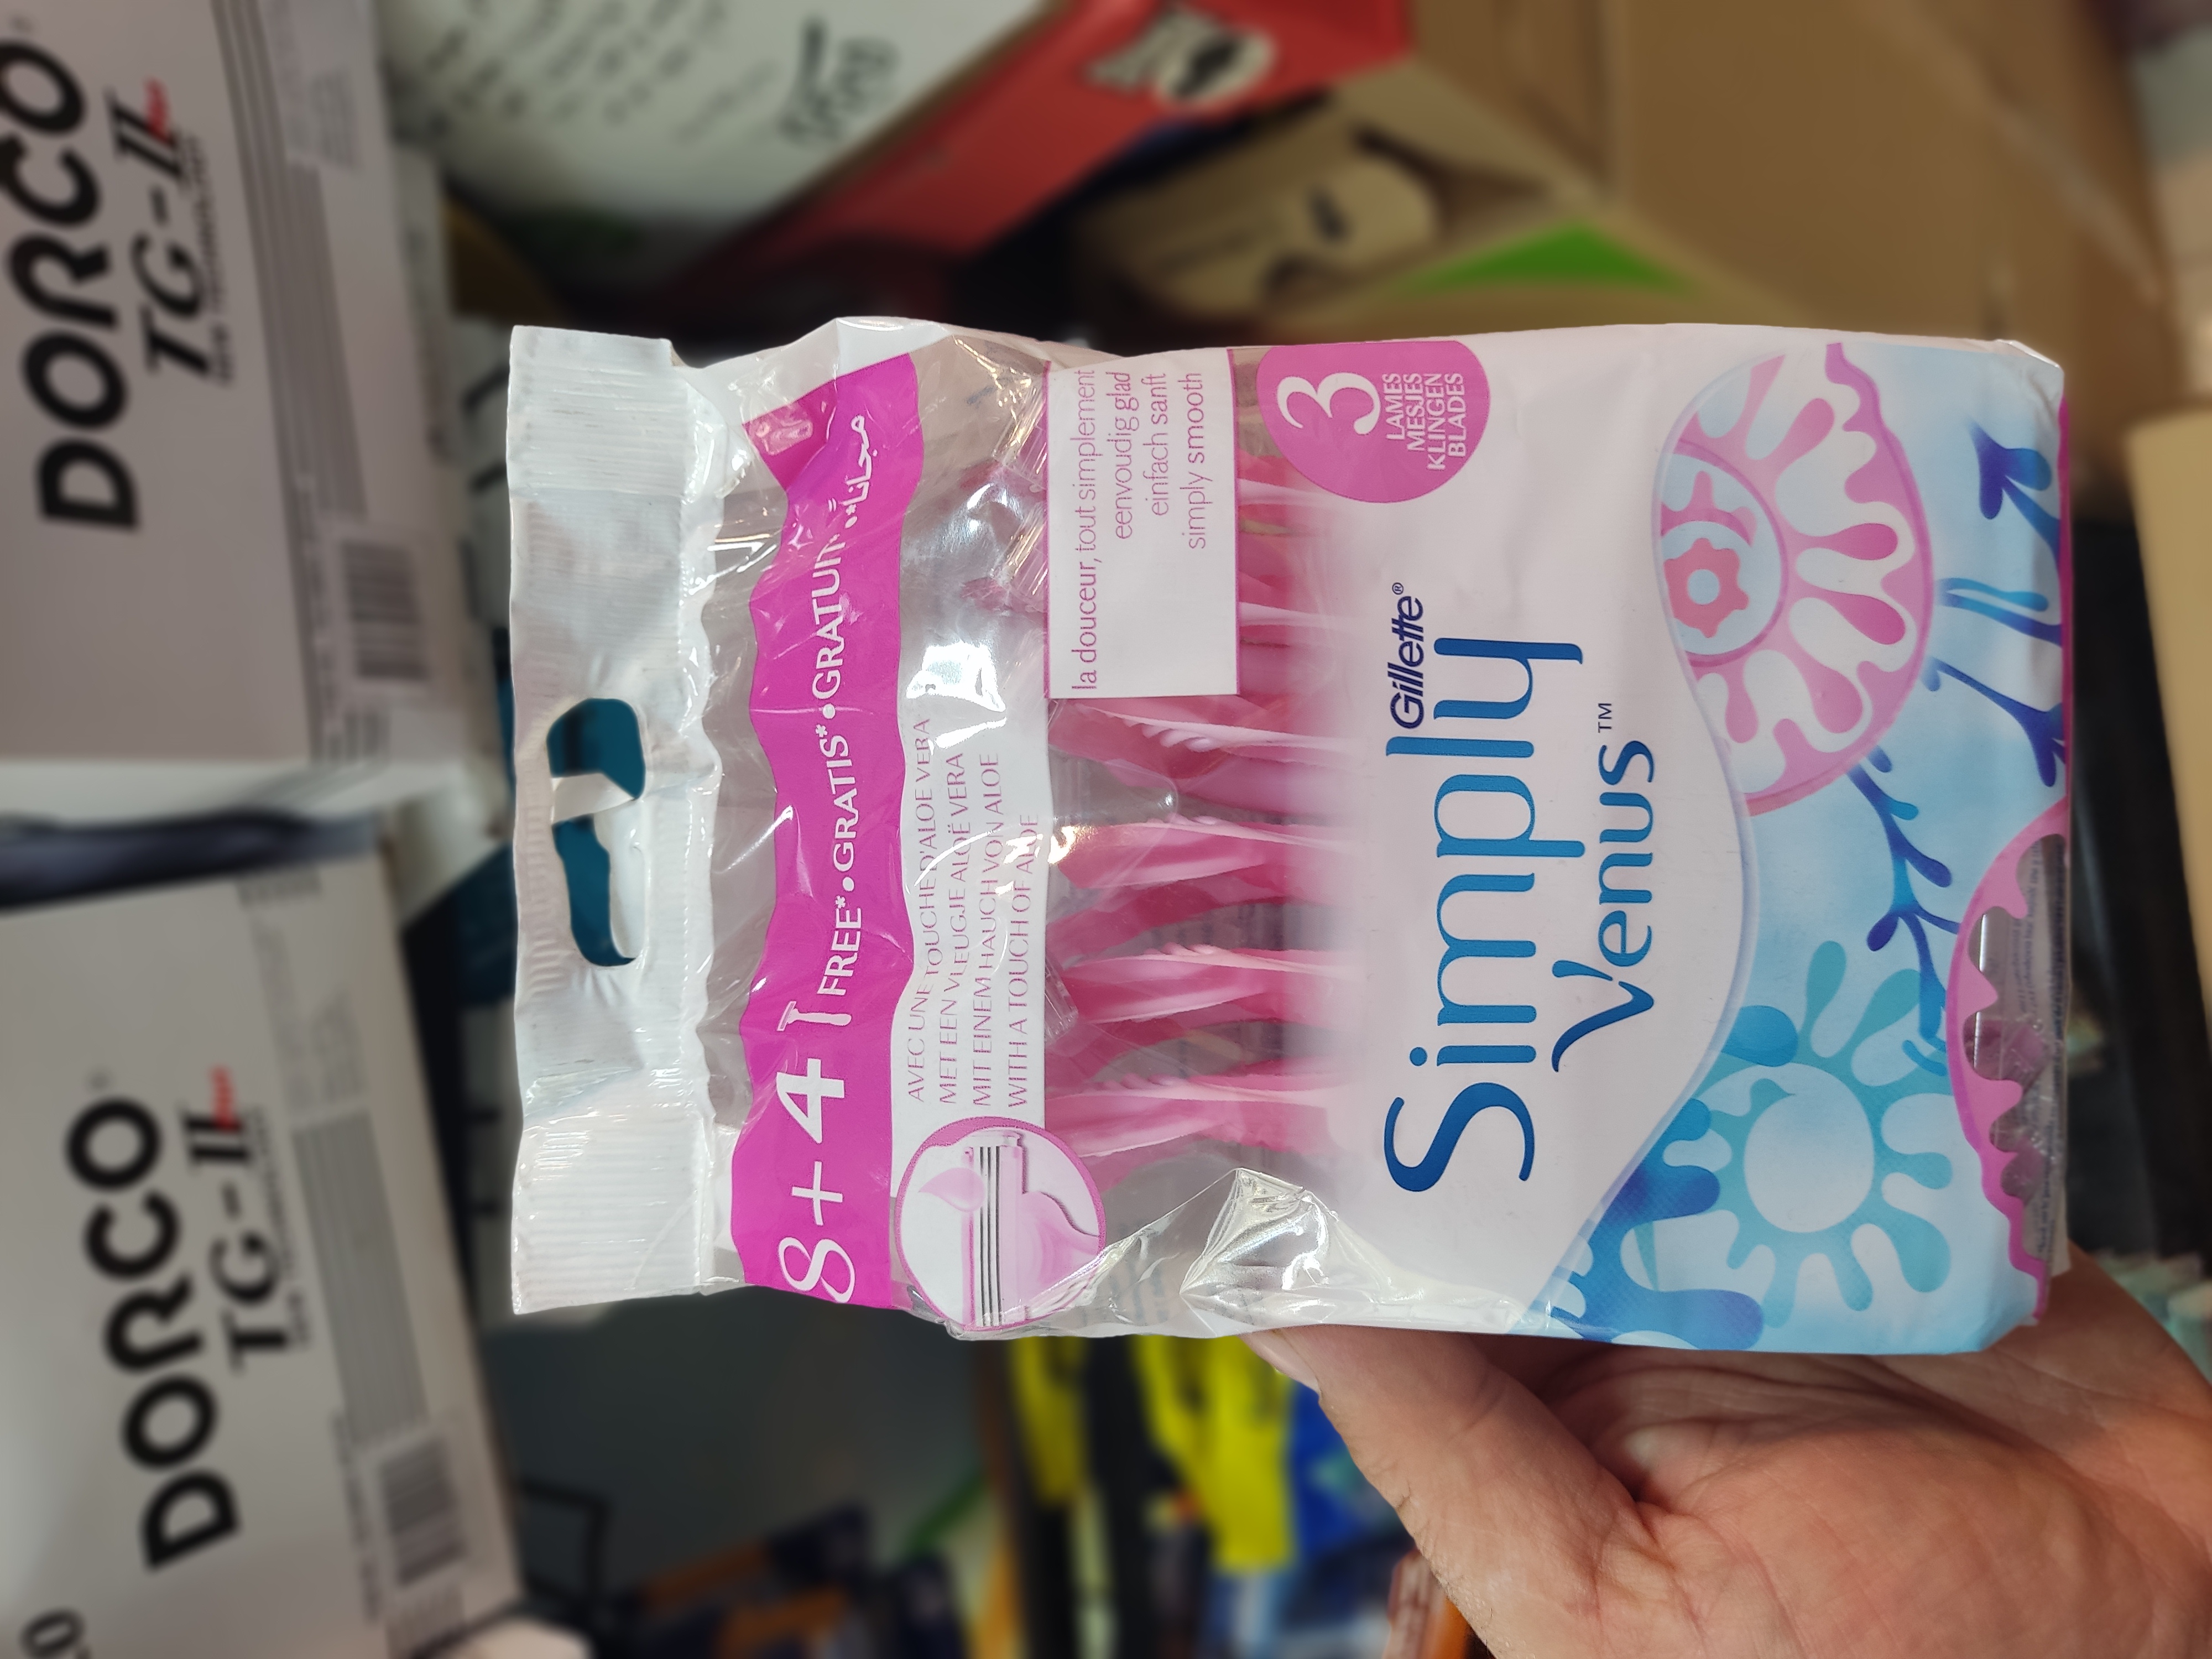 8+4 FREE*•GRATIS*•GRATUIT*•مجانا*
AVEC UNE TOUCHE D'ALOE VERA
MET EEN VLEUGJE ALOË VERA
MIT EINEM HAUCH VON ALOE
WITH A TOUCH OF ALOE
la douceur, tout simplement
eenvoudig glad
einfach sanft
simply smooth
3
LAMES
MESJES
KLINGEN
BLADES
Gillette®
Simply
Venus™
DORCO
TG-II
DORCO
TG-II